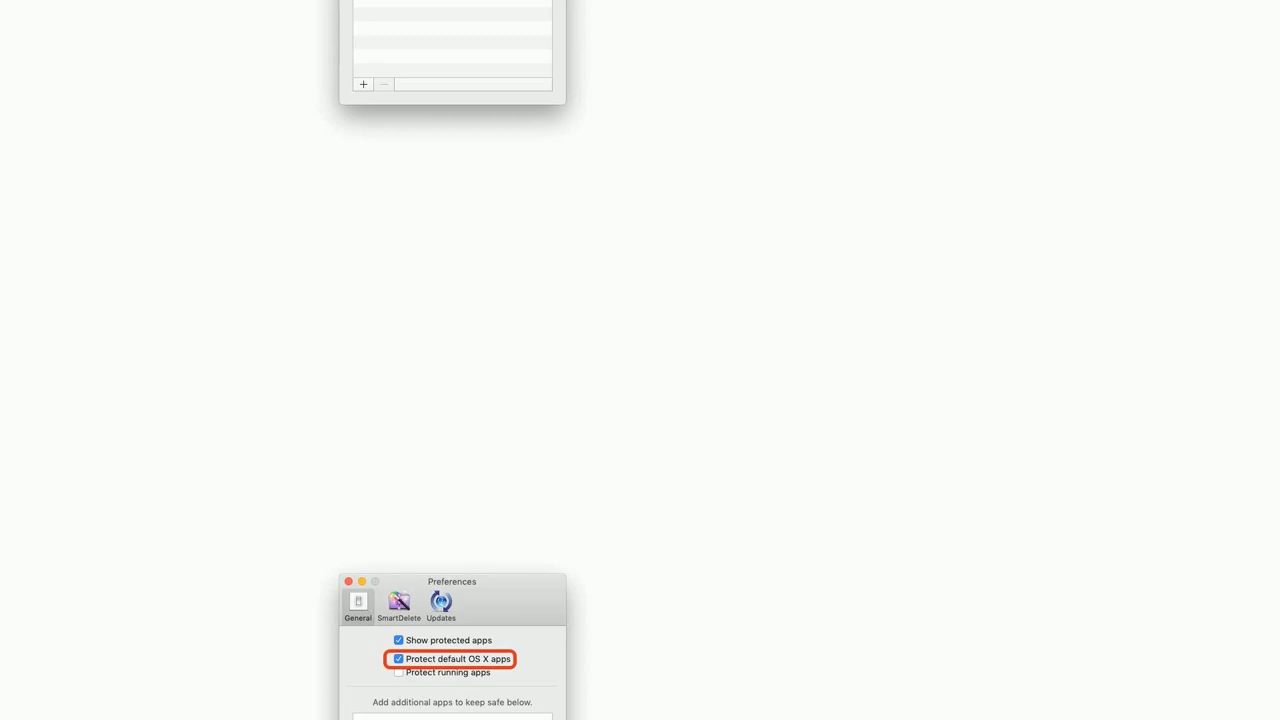 Preferences
General SmartDelete Updates
Show protected apps
Protect default OS X apps
Protect running apps
Add additional apps to keep safe below.